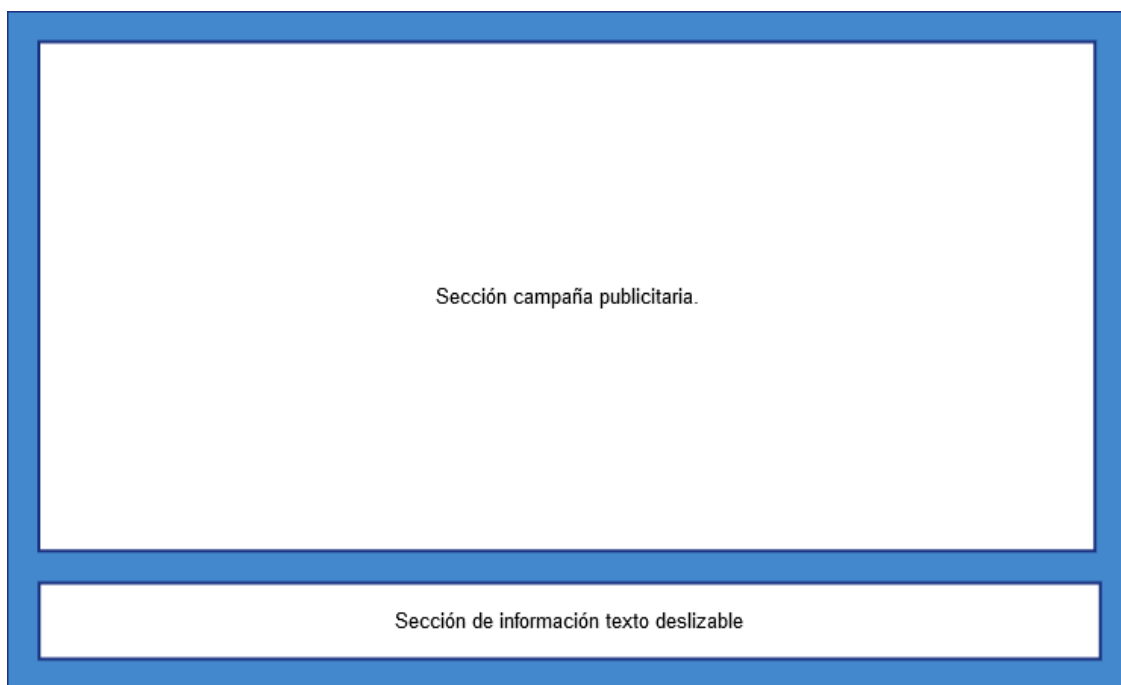 Sección campaña publicitaria.
Sección de información texto deslizable